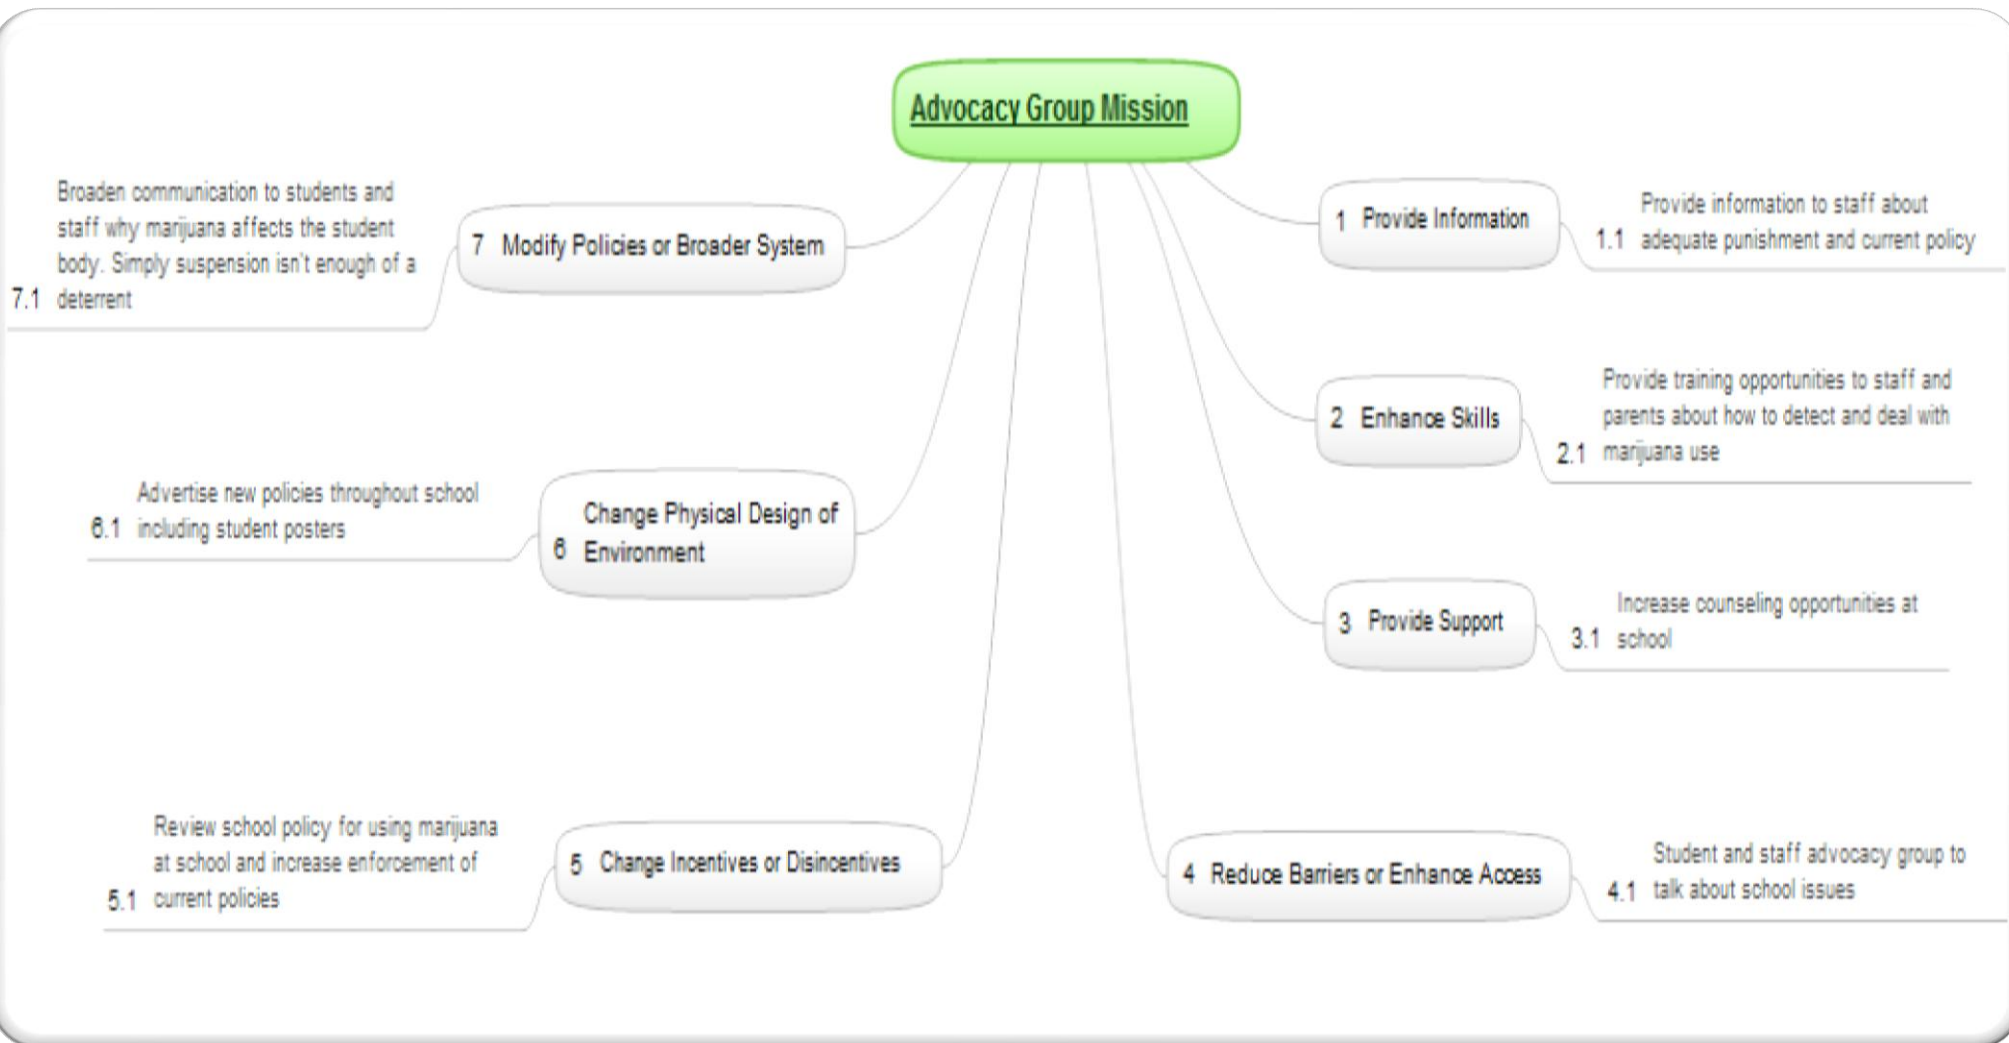 Advocacy Group Mission
1 Provide Information
Provide information to staff about
1.1 adequate punishment and current policy
2 Enhance Skills
Provide training opportunities to staff and
parents about how to detect and deal with
2.1 marijuana use
3 Provide Support
Increase counseling opportunities at
3.1 school
4 Reduce Barriers or Enhance Access
Student and staff advocacy group to
4.1 talk about school issues
5 Change Incentives or Disincentives
Review school policy for using marijuana
at school and increase enforcement of
5.1 current policies
Change Physical Design of
6 Environment
Advertise new policies throughout school
6.1 including student posters
7 Modify Policies or Broader System
Broaden communication to students and
staff why marijuana affects the student
body. Simply suspension isn't enough of a
7.1 deterrent